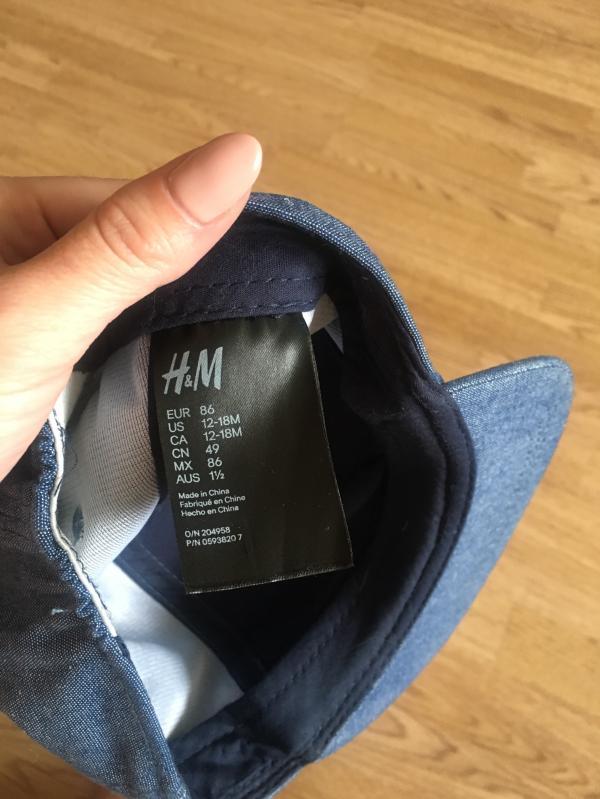 H&M
EUR 86
US 12-18M
CA 12-18M
CN 49
MX 86
AUS 1½
Made in China
Fabriqué en Chine
Hecho en China
O/N 204958
P/N 0593820 7